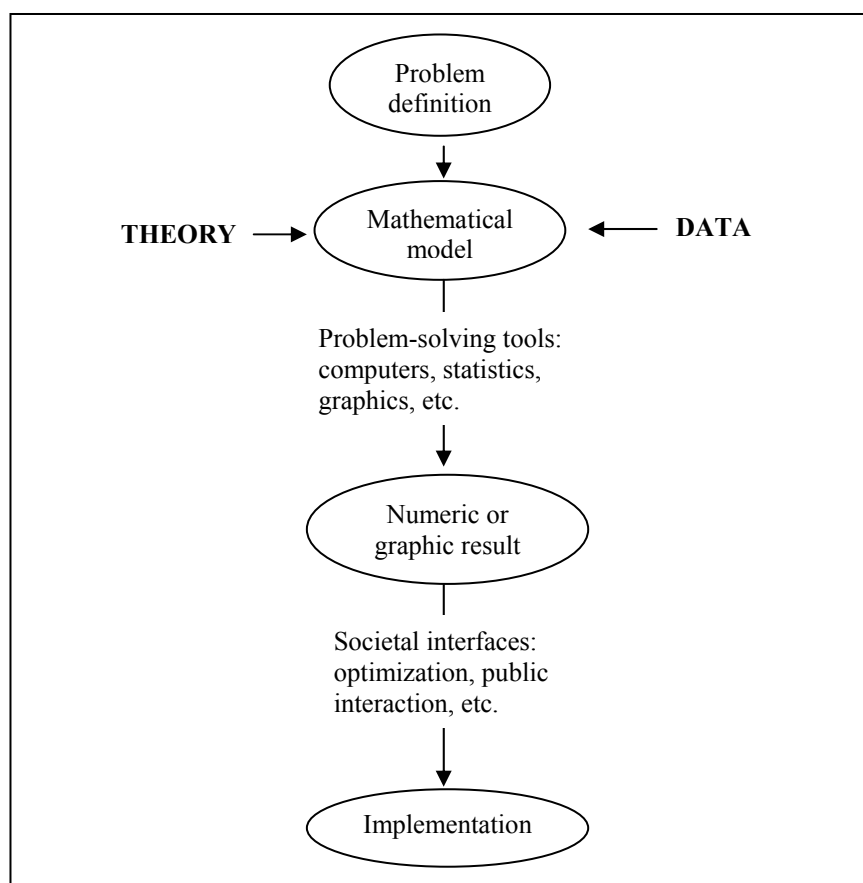 Problem
definition
Mathematical
model
THEORY
DATA
Problem-solving tools:
computers, statistics,
graphics, etc.
Numeric or
graphic result
Societal interfaces:
optimization, public
interaction, etc.
Implementation